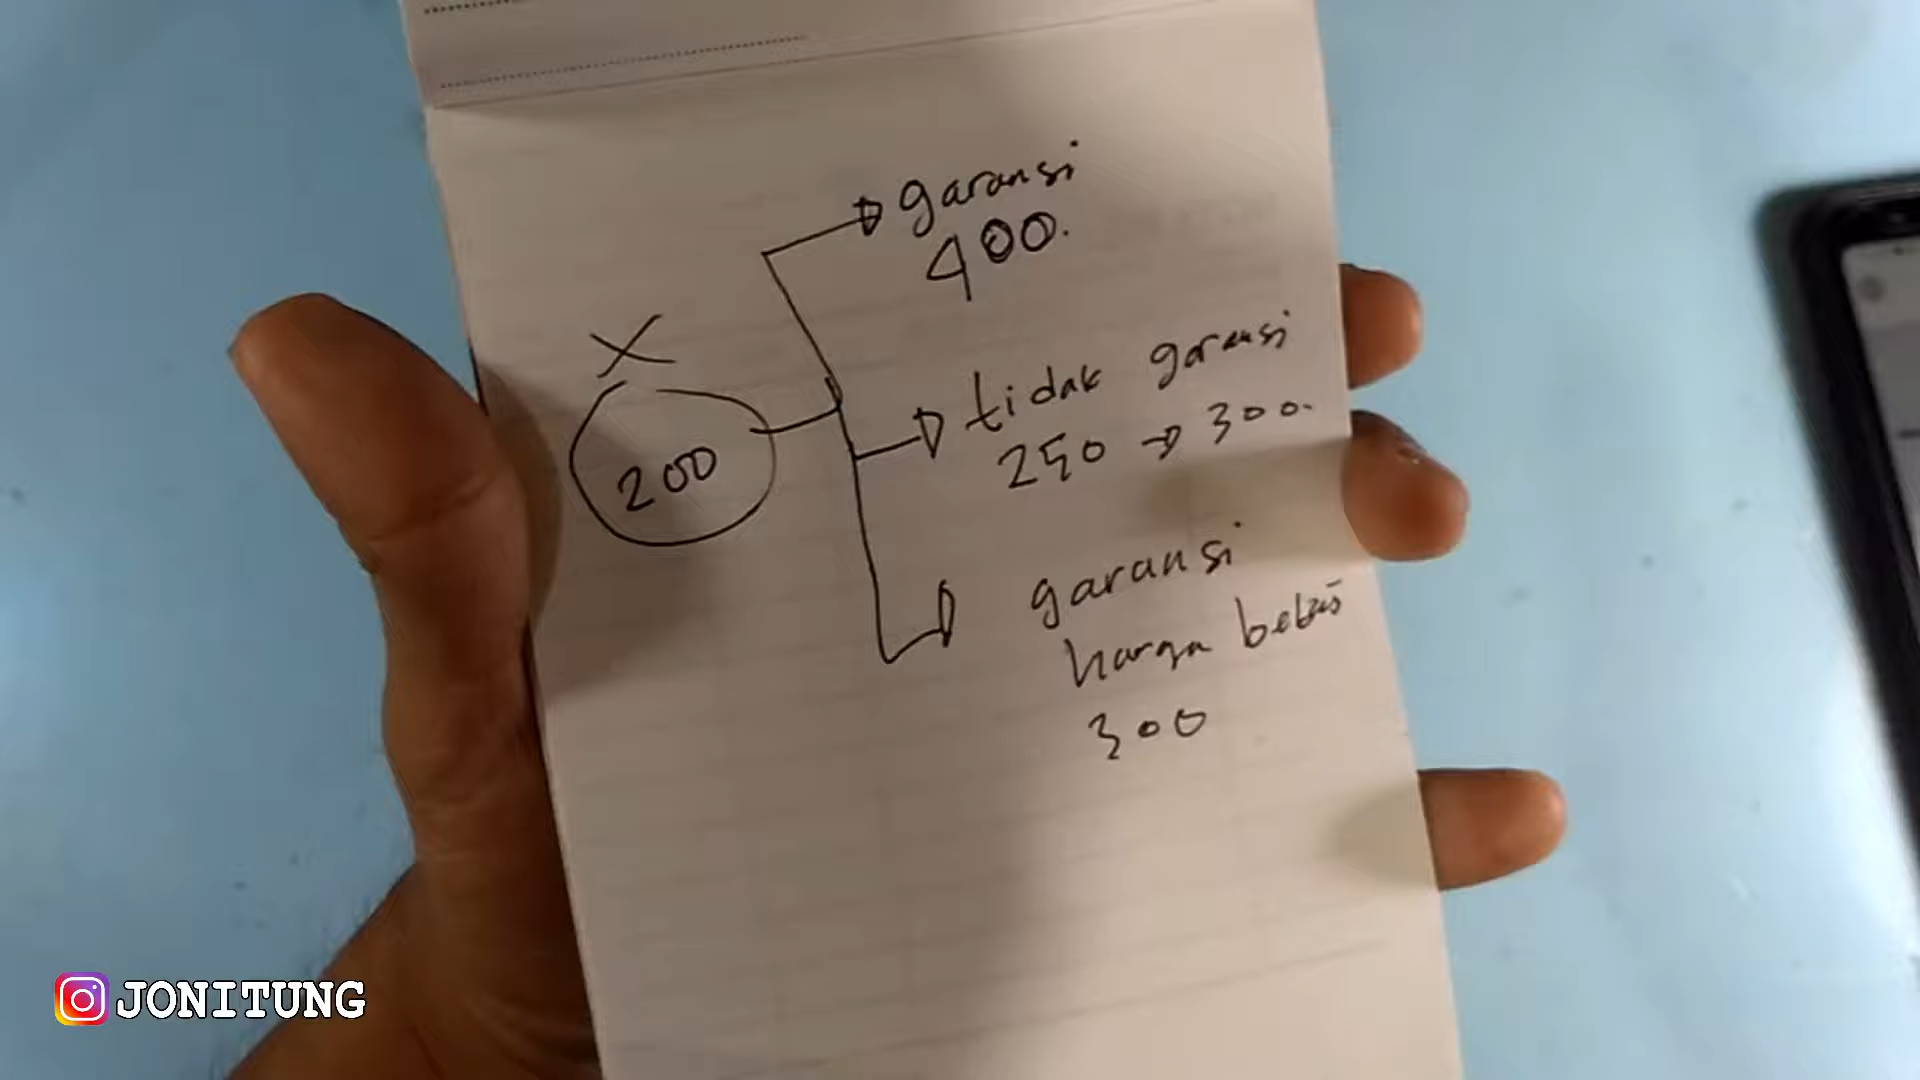 garansi
400.
X
200
tidak garansi
250 → 300.
garansi
harga bebas
300
JONITUNG